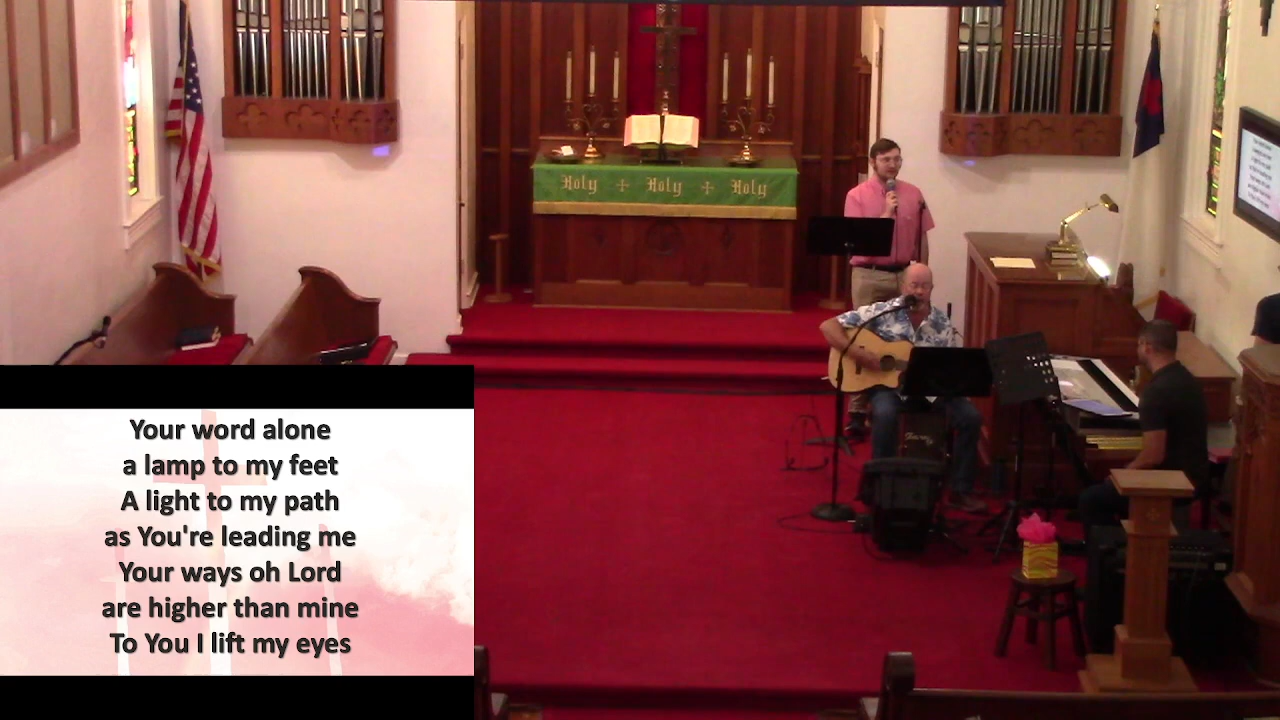 Holy Holy Holy
Your word alone
a lamp to my feet
A light to my path
as You're leading me
Your ways oh Lord
are higher than mine
To You I lift my eyes